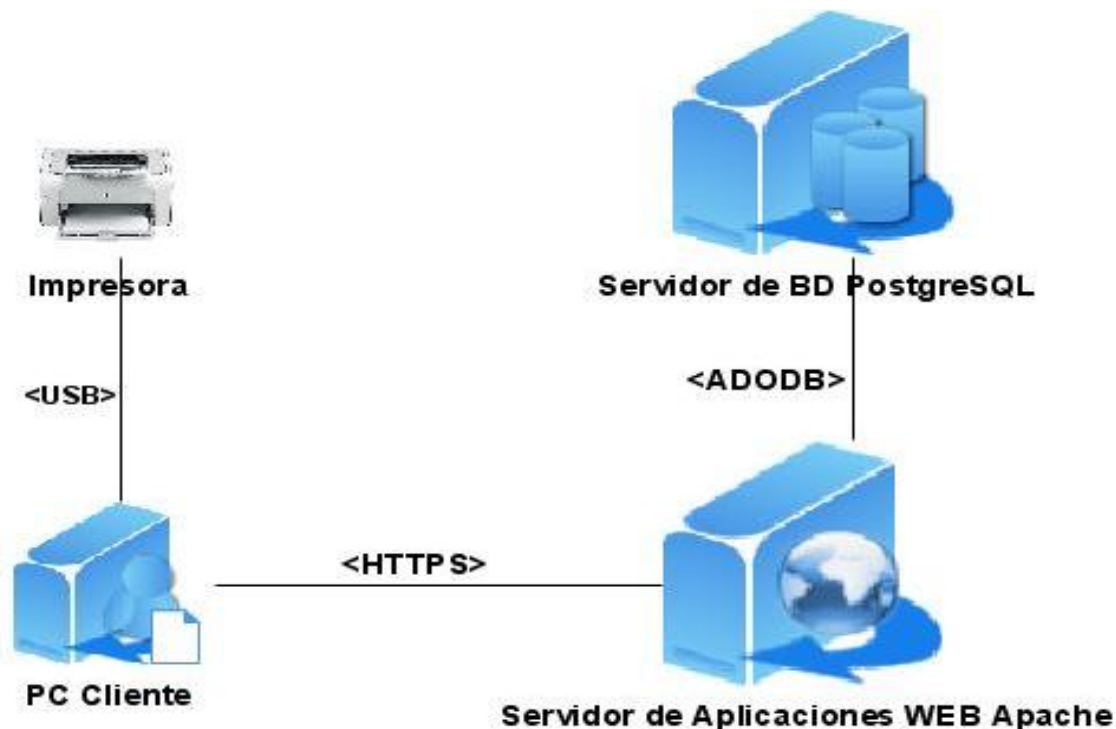 Impresora
Servidor de BD PostgreSQL
<USB>
<ADODB>
<HTTPS>
PC Cliente
Servidor de Aplicaciones WEB Apache